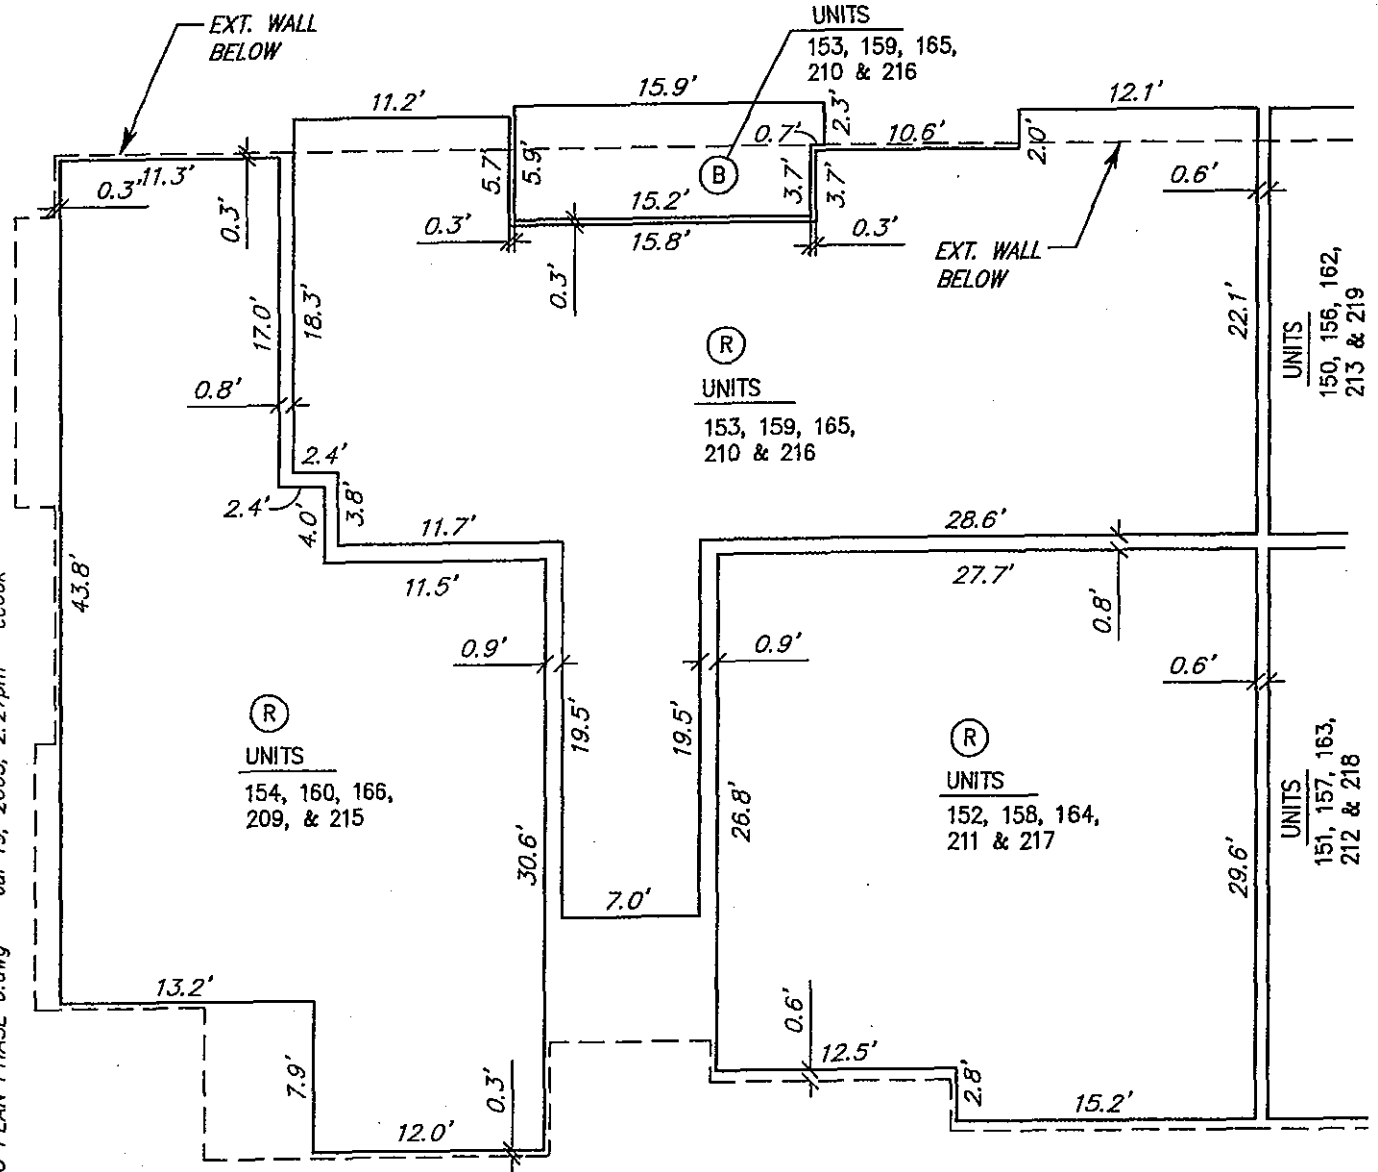 EXT. WALL
BELOW
UNITS
153, 159, 165,
210 & 216
11.2'
15.9'
2.3'
12.1'
0.7'
10.6'
2.0'
0.3'
11.3'
0.3'
5.7'
5.9'
B
3.7'
3.7'
0.6'
15.2'
15.8'
0.3'
0.3'
0.3'
EXT. WALL
BELOW
17.0'
18.3'
22.1'
UNITS
150, 156, 162,
213 & 219
R
UNITS
153, 159, 165,
210 & 216
0.8'
2.4'
2.4'
4.0'
3.8'
11.7'
11.5'
28.6'
27.7'
0.8'
43.8'
0.9'
0.9'
0.6'
19.5'
19.5'
R
UNITS
154, 160, 166,
209, & 215
R
UNITS
152, 158, 164,
211 & 217
26.8'
30.6'
29.6'
UNITS
151, 157, 163,
212 & 218
7.0'
13.2'
7.9'
12.0'
0.3'
0.6'
12.5'
2.8'
15.2'